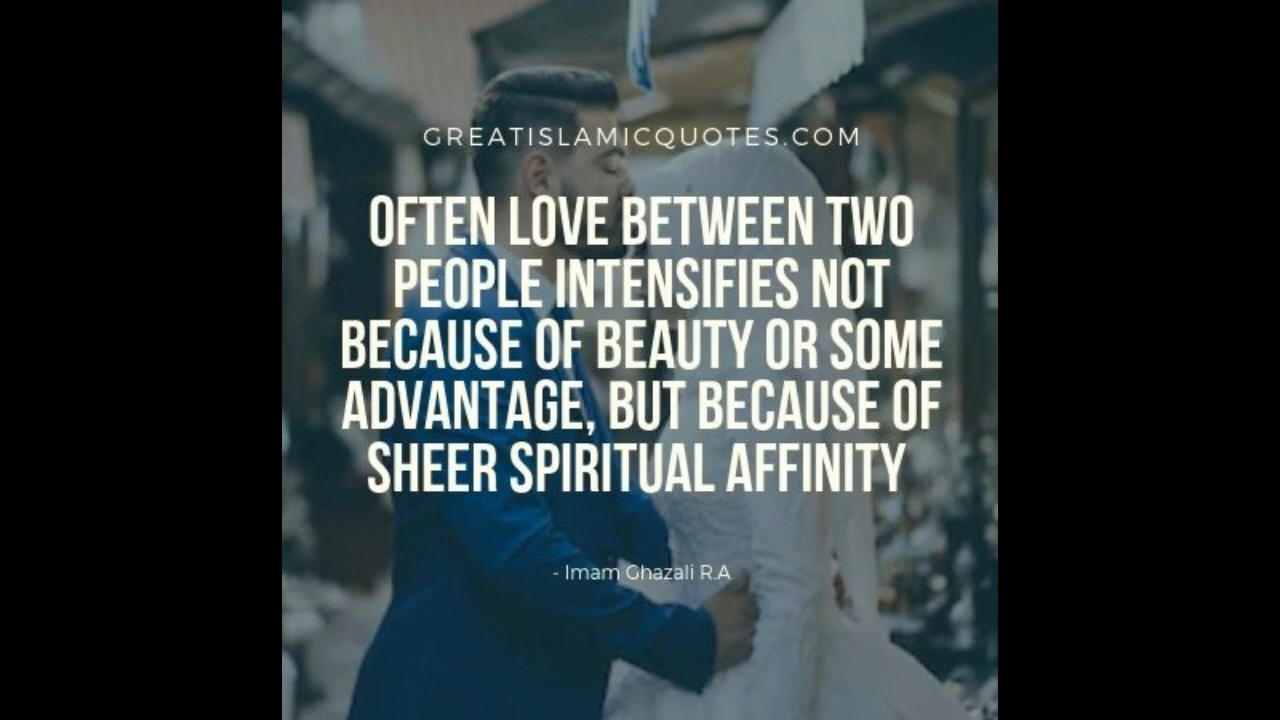 GREATISLAMICQUOTES.COM
OFTEN LOVE BETWEEN TWO
PEOPLE INTENSIFIES NOT
BECAUSE OF BEAUTY OR SOME
ADVANTAGE, BUT BECAUSE OF
SHEER SPIRITUAL AFFINITY
- Imam Ghazali R.A